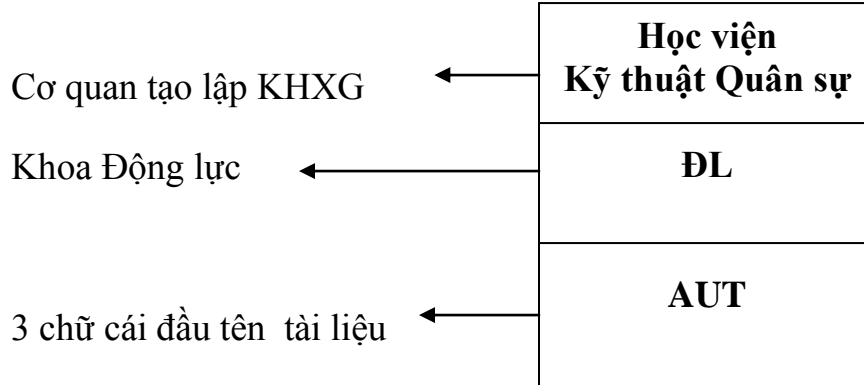 Học viện
Kỹ thuật Quân sự
Cơ quan tạo lập KHXG
Khoa Động lực
ĐL
AUT
3 chữ cái đầu tên tài liệu